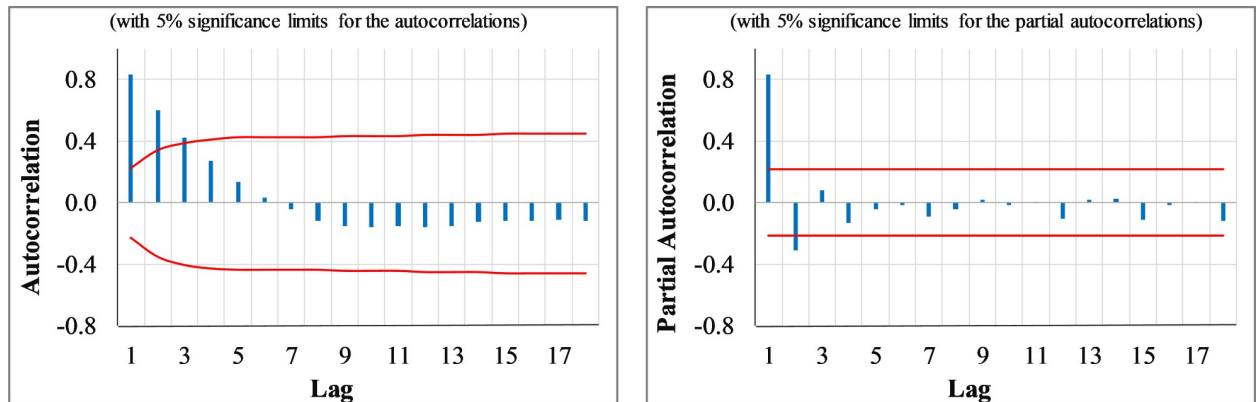 (with 5% significance limits for the autocorrelations)
Autocorrelation
0.8
0.4
0.0
-0.4
-0.8
1 3 5 7 9 11 13 15 17
Lag
(with 5% significance limits for the partial autocorrelations)
Partial Autocorrelation
0.8
0.4
0.0
-0.4
-0.8
1 3 5 7 9 11 13 15 17
Lag